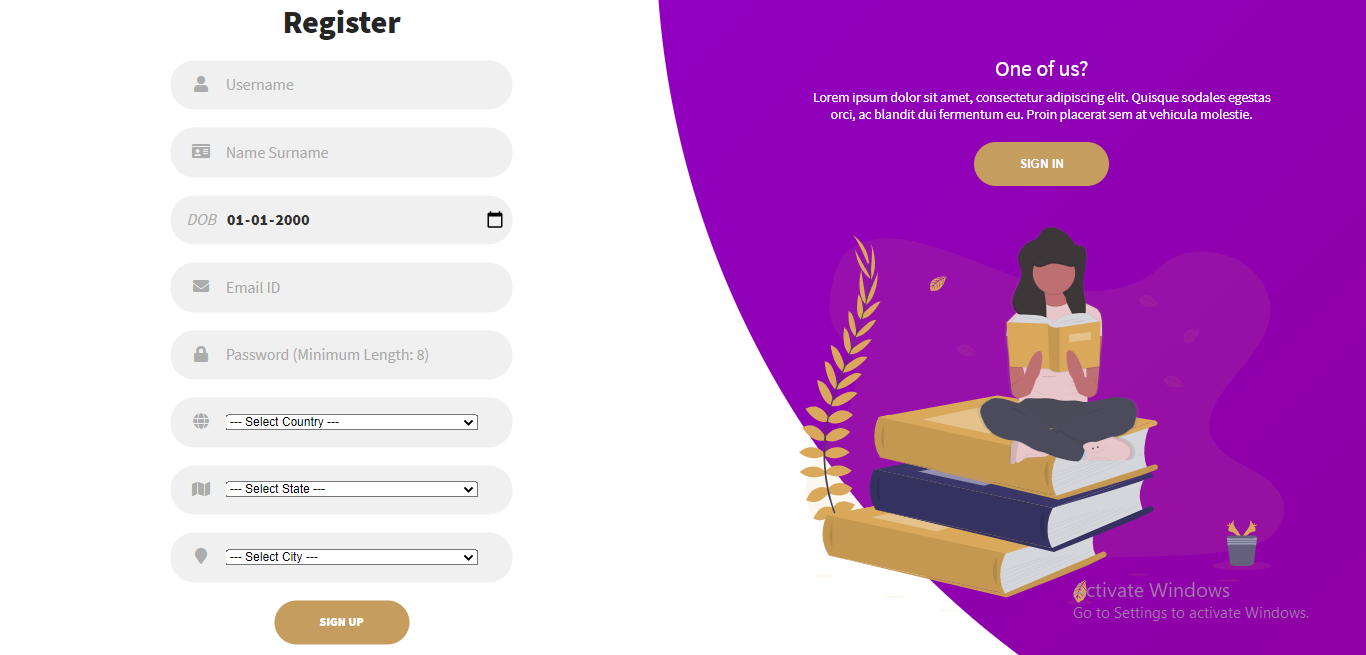 Register
Username
Name Surname
DOB 01-01-2000
Email ID
Password (Minimum Length: 8)
--- Select Country ---
--- Select State ---
--- Select City ---
SIGN UP
One of us?
Lorem ipsum dolor sit amet, consectetur adipiscing elit. Quisque sodales egestas
orci, ac blandit dui fermentum eu. Proin placerat sem at vehicula molestie.
SIGN IN
Activate Windows
Go to Settings to activate Windows.